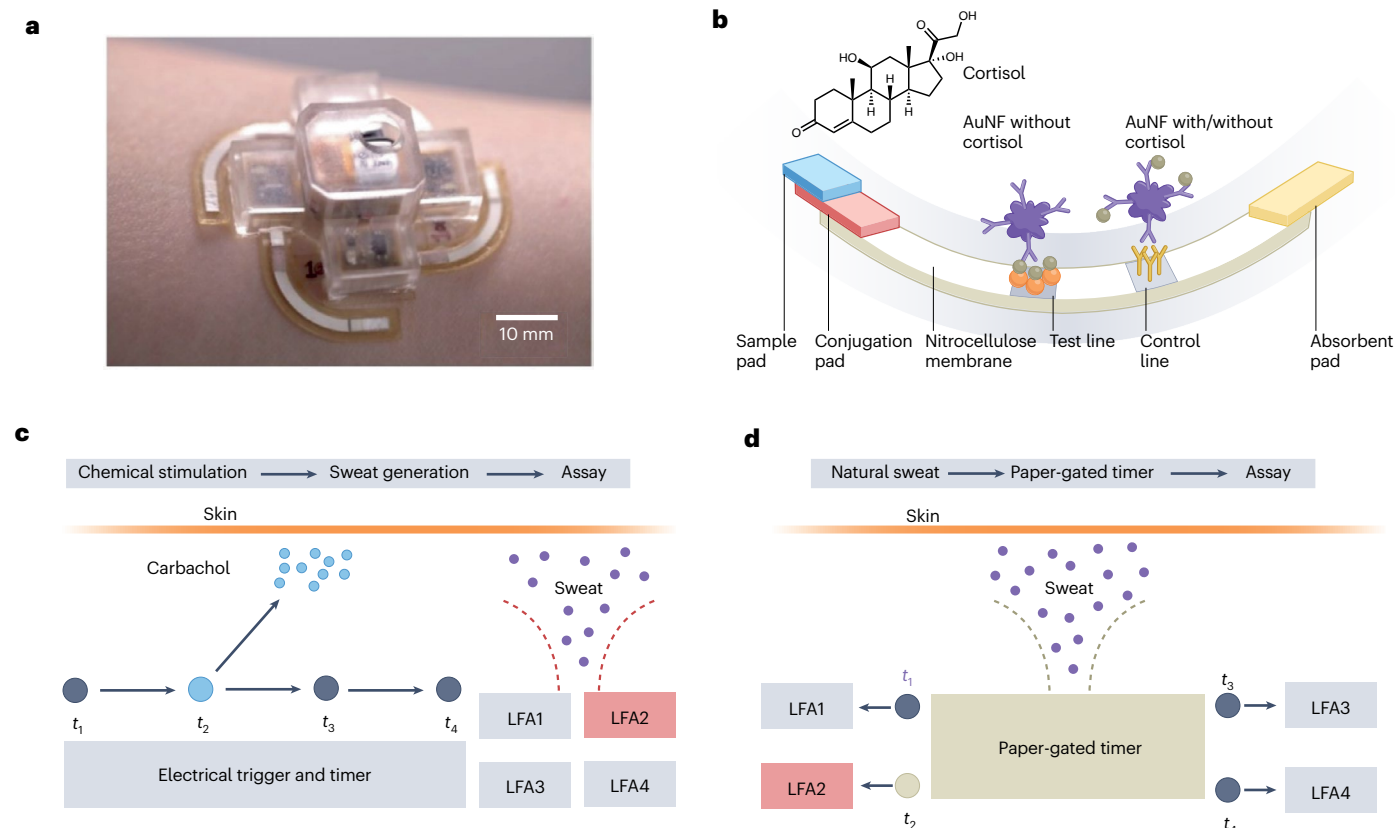 a
10 mm
b
OH
O
HO
OH
H
H
H
O
Cortisol
AuNF without
cortisol
AuNF with/without
cortisol
Sample
pad
Conjugation
pad
Nitrocellulose
membrane
Test line
Control
line
Absorbent
pad
c
Chemical stimulation
Sweat generation
Assay
Skin
Carbachol
Sweat
t1
t2
t3
t4
LFA1
LFA2
Electrical trigger and timer
LFA3
LFA4
d
Natural sweat
Paper-gated timer
Assay
Skin
Sweat
LFA1
t1
Paper-gated timer
t3
LFA3
LFA2
t2
LFA4